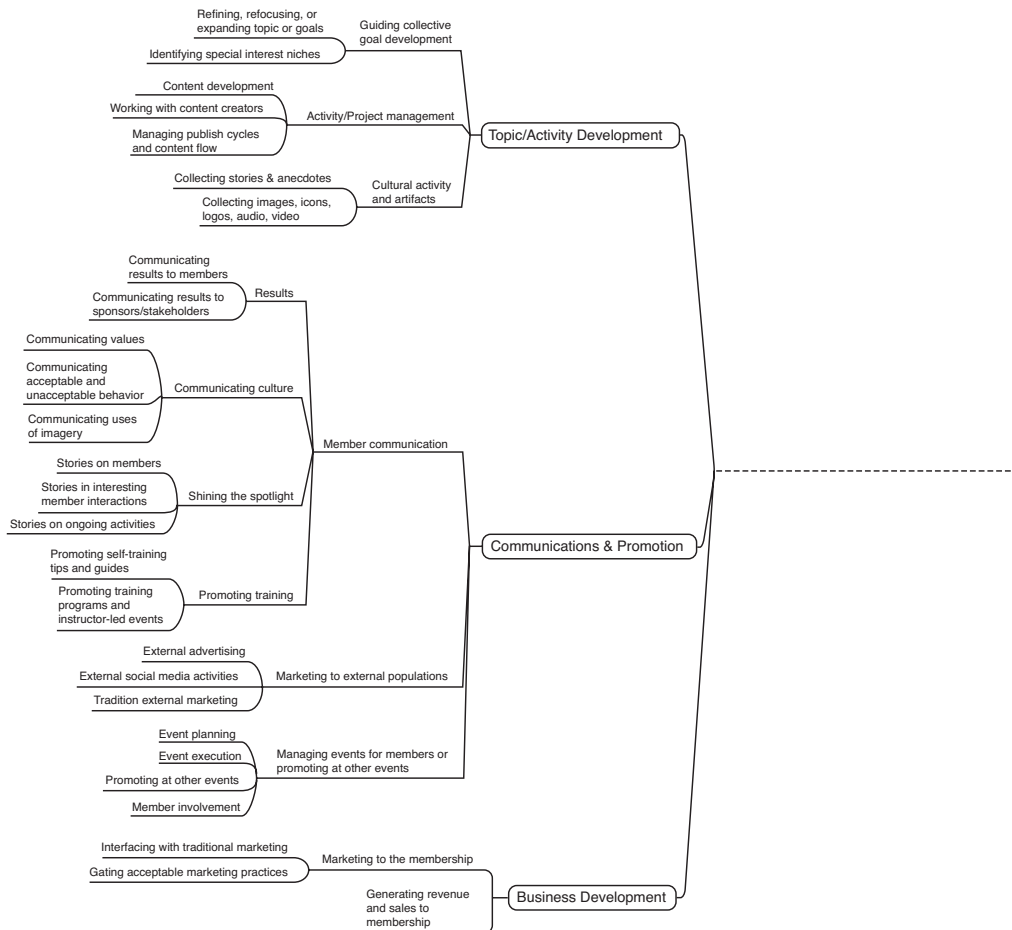 Refining, refocusing, or
expanding topic or goals
Identifying special interest niches
Guiding collective
goal development
Content development
Working with content creators
Managing publish cycles
and content flow
Activity/Project management
Topic/Activity Development
Collecting stories & anecdotes
Collecting images, icons,
logos, audio, video
Cultural activity
and artifacts
Communicating
results to members
Communicating results to
sponsors/stakeholders
Results
Communicating values
Communicating
acceptable and
unacceptable behavior
Communicating uses
of imagery
Communicating culture
Member communication
Stories on members
Stories in interesting
member interactions
Stories on ongoing activities
Shining the spotlight
Promoting self-training
tips and guides
Promoting training
programs and
instructor-led events
Promoting training
Communications & Promotion
External advertising
External social media activities
Tradition external marketing
Marketing to external populations
Event planning
Event execution
Promoting at other events
Member involvement
Managing events for members or
promoting at other events
Interfacing with traditional marketing
Gating acceptable marketing practices
Marketing to the membership
Generating revenue
and sales to
membership
Business Development